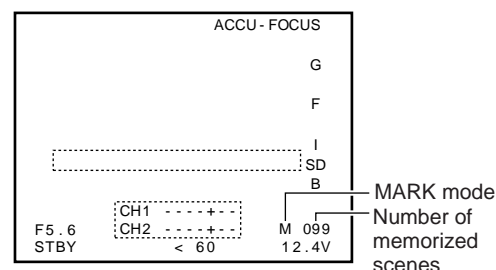 ACCU - FOCUS
G
F
I
SD
B
CH1 - - - - + - -
F5.6 CH2 - - - - + - - M 099
STBY < 60 12.4V
MARK mode
Number of
memorized
scenes